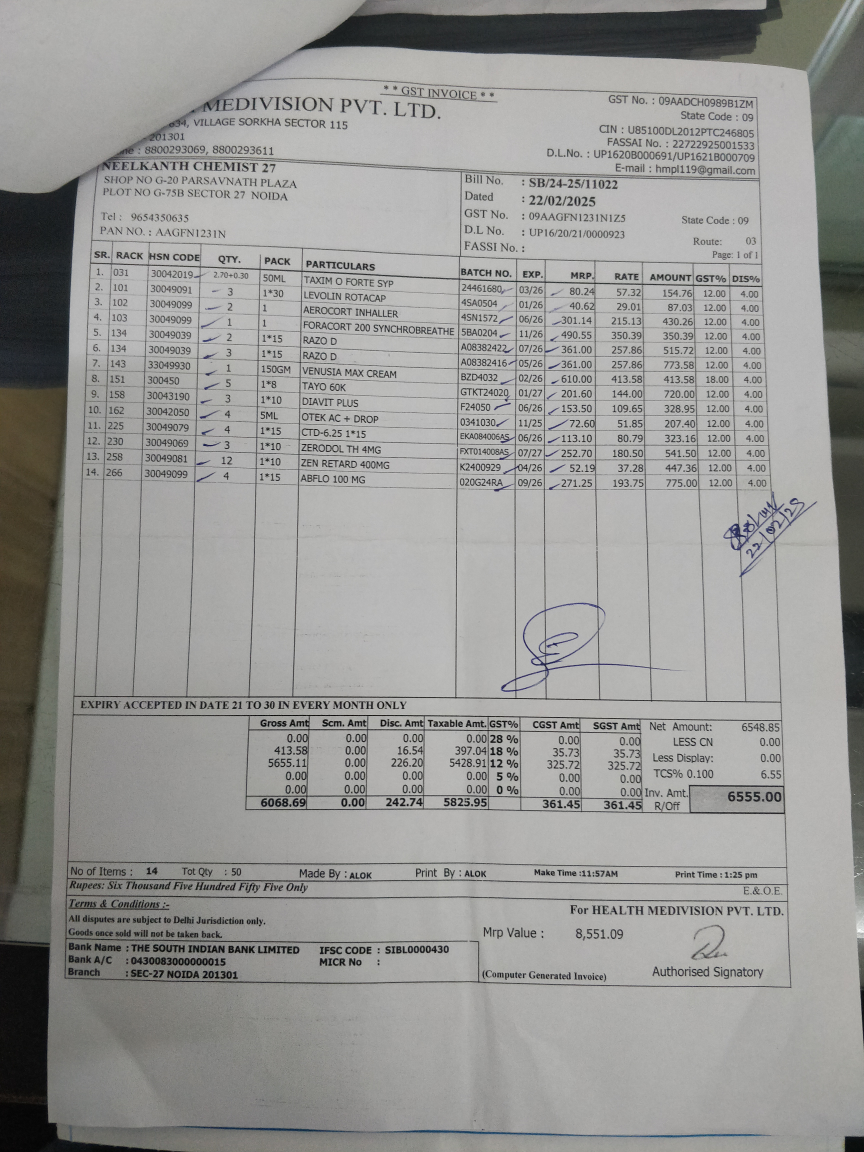 * * GST INVOICE * *
MEDIVISION PVT. LTD.
634, VILLAGE SORKHA SECTOR 115
201301
: 8800293069, 8800293611
GST No. : 09AADCH0989B1ZM
State Code : 09
CIN : U85100DL2012PTC246805
FASSAI No. : 22722925001533
D.L.No. : UP1620B000691/UP1621B000709
E-mail : hmpl119@gmail.com
NEELKANTH CHEMIST 27
SHOP NO G-20 PARSAVNATH PLAZA
PLOT NO G-75B SECTOR 27 NOIDA
Tel : 9654350635
PAN NO. : AAGFN1231N
Bill No. : SB/24-25/11022
Dated : 22/02/2025
GST No. : 09AAGFN1231N1Z5 State Code : 09
D.L No. : UP16/20/21/0000923
FASSI No. : Route: 03
Page: 1 of 1
SR. RACK HSN CODE QTY. PACK PARTICULARS BATCH NO. EXP. MRP. RATE AMOUNT GST% DIS%
1. 031 30042019 2.70+0.30 50ML TAXIM O FORTE SYP 24461680 03/26 80.24 57.32 154.76 12.00 4.00
2. 101 30049091 3 1*30 LEVOLIN ROTACAP 4SA0504 01/26 40.62 29.01 87.03 12.00 4.00
3. 102 30049099 2 1 AEROCORT INHALLER 4SN1572 06/26 301.14 215.13 430.26 12.00 4.00
4. 103 30049099 1 1 FORACORT 200 SYNCHROBREATHE 5BA0204 11/26 490.55 350.39 350.39 12.00 4.00
5. 134 30049039 2 1*15 RAZO D A08382422 07/26 361.00 257.86 515.72 12.00 4.00
6. 134 30049039 3 1*15 RAZO D A08382416 05/26 361.00 257.86 773.58 12.00 4.00
7. 143 33049930 1 150GM VENUSIA MAX CREAM BZD4032 02/26 610.00 413.58 413.58 18.00 4.00
8. 151 300450 5 1*8 TAYO 60K GTKT24020 01/27 201.60 144.00 720.00 12.00 4.00
9. 158 30043190 3 1*10 DIAVIT PLUS F24050 06/26 153.50 109.65 328.95 12.00 4.00
10. 162 30042050 4 5ML OTEK AC + DROP 0341030 11/25 72.60 51.85 207.40 12.00 4.00
11. 225 30049079 4 1*15 CTD-6.25 1*15 EKA084006AS 06/26 113.10 80.79 323.16 12.00 4.00
12. 230 30049069 3 1*10 ZERODOL TH 4MG FXT014008AS 07/27 252.70 180.50 541.50 12.00 4.00
13. 258 30049081 12 1*10 ZEN RETARD 400MG K2400929 04/26 52.19 37.28 447.36 12.00 4.00
14. 266 30049099 4 1*15 ABFLO 100 MG 020G24RA 09/26 271.25 193.75 775.00 12.00 4.00
22/02/25
EXPIRY ACCEPTED IN DATE 21 TO 30 IN EVERY MONTH ONLY
Gross Amt Scm. Amt Disc. Amt Taxable Amt. GST% CGST Amt SGST Amt
0.00 0.00 0.00 0.00 28 % 0.00 0.00
413.58 0.00 16.54 397.04 18 % 35.73 35.73
5655.11 0.00 226.20 5428.91 12 % 325.72 325.72
0.00 0.00 0.00 0.00 5 % 0.00 0.00
0.00 0.00 0.00 0.00 0 % 0.00 0.00
6068.69 0.00 242.74 5825.95 361.45 361.45
Net Amount: 6548.85
LESS CN 0.00
Less Display: 0.00
TCS% 0.100 6.55
Inv. Amt. 6555.00
R/Off
No of Items : 14 Tot Qty : 50 Made By : ALOK Print By : ALOK Make Time :11:57AM Print Time : 1:25 pm
Rupees: Six Thousand Five Hundred Fifty Five Only E.& O.E.
Terms & Conditions :-
All disputes are subject to Delhi Jurisdiction only.
Goods once sold will not be taken back.
For HEALTH MEDIVISION PVT. LTD.
Mrp Value : 8,551.09
Bank Name : THE SOUTH INDIAN BANK LIMITED IFSC CODE : SIBL0000430
Bank A/C : 0430083000000015 MICR No :
Branch : SEC-27 NOIDA 201301
(Computer Generated Invoice) Authorised Signatory